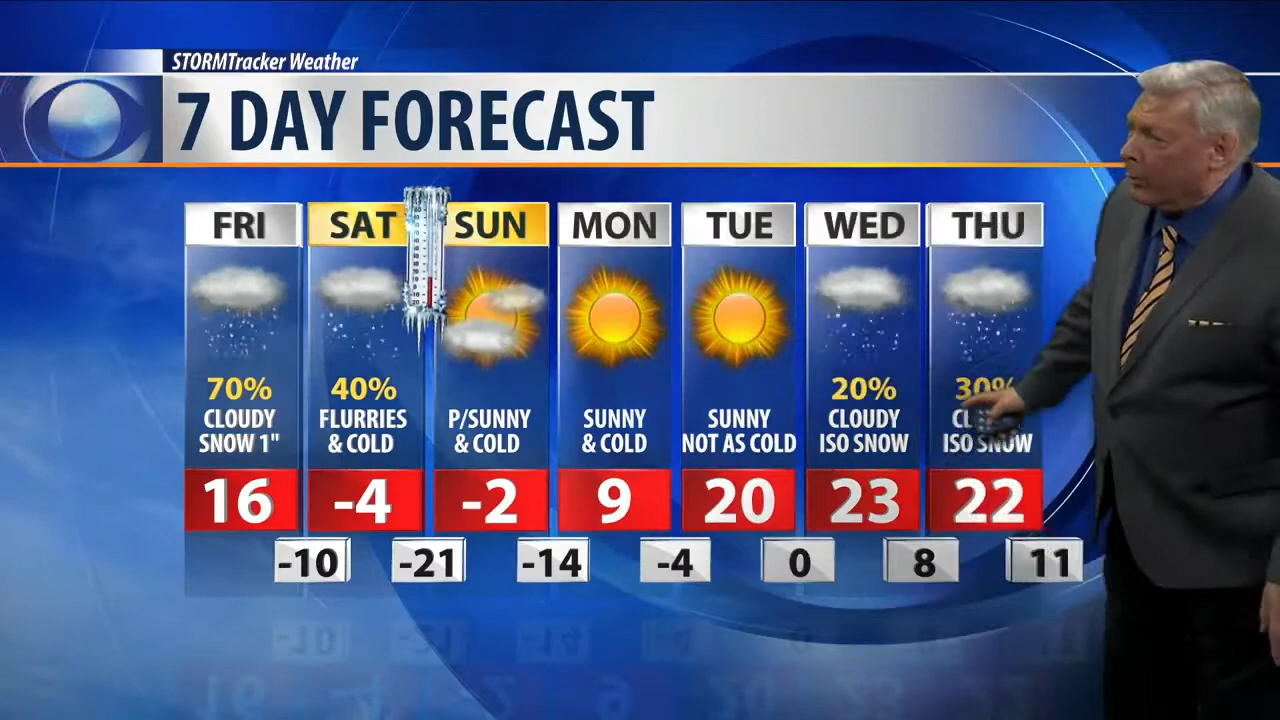 STORMTracker Weather
7 DAY FORECAST
FRI SAT SUN MON TUE WED THU
70% 40% 20% 30%
CLOUDY FLURRIES P/SUNNY SUNNY SUNNY CLOUDY
SNOW 1" & COLD & COLD & COLD NOT AS COLD ISO SNOW ISO SNOW
16 -4 -2 9 20 23 22
-10 -21 -14 -4 0 8 11